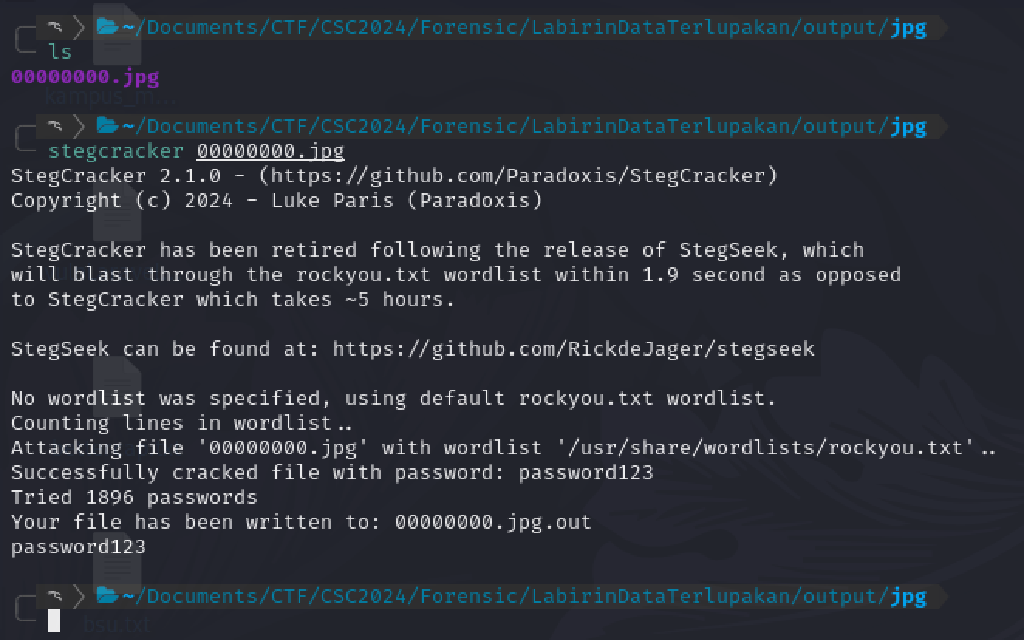 ~/Documents/CTF/CSC2024/Forensic/LabirinDataTerlupakan/output/jpg
ls
00000000.jpg
kampus_m...
~/Documents/CTF/CSC2024/Forensic/LabirinDataTerlupakan/output/jpg
stegcracker 00000000.jpg
StegCracker 2.1.0 - (https://github.com/Paradoxis/StegCracker)
Copyright (c) 2024 - Luke Paris (Paradoxis)
StegCracker has been retired following the release of StegSeek, which
will blast through the rockyou.txt wordlist within 1.9 second as opposed
to StegCracker which takes ~5 hours.
StegSeek can be found at: https://github.com/RickdeJager/stegseek
No wordlist was specified, using default rockyou.txt wordlist.
Counting lines in wordlist..
Attacking file '00000000.jpg' with wordlist '/usr/share/wordlists/rockyou.txt'..
Successfully cracked file with password: password123
Tried 1896 passwords
Your file has been written to: 00000000.jpg.out
password123
~/Documents/CTF/CSC2024/Forensic/LabirinDataTerlupakan/output/jpg
bsu.txt